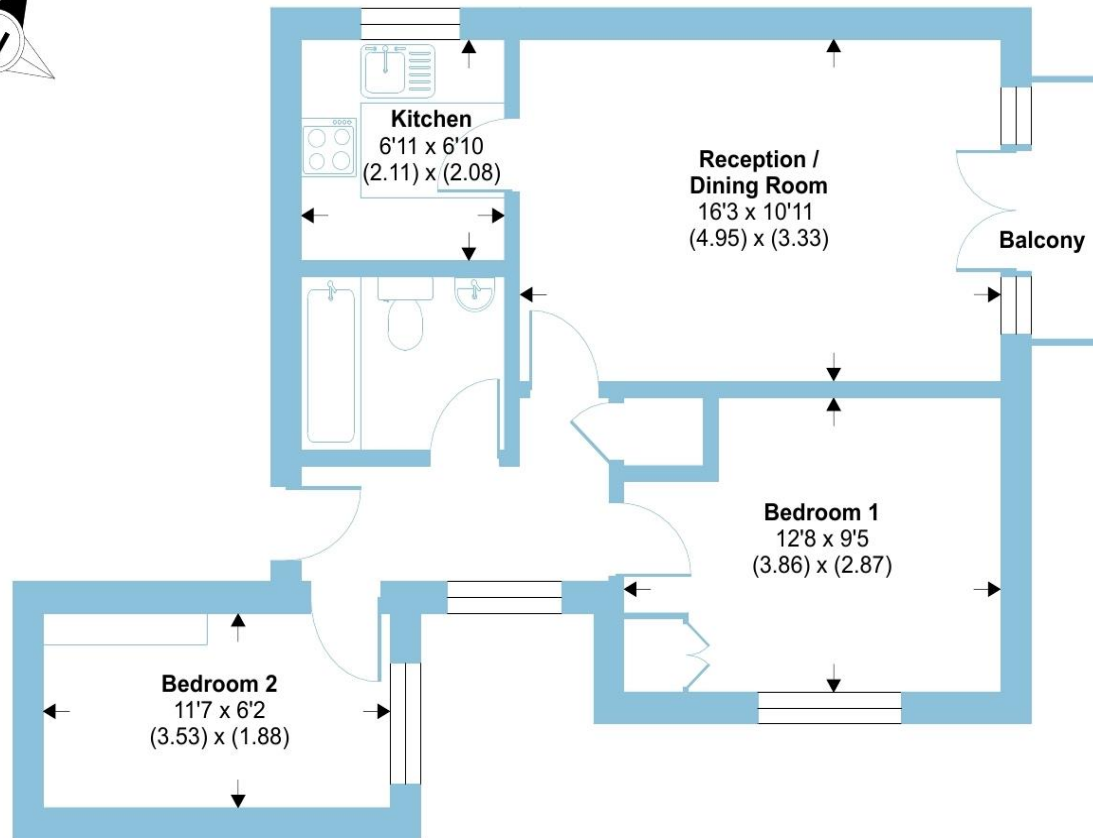 Kitchen
6'11 x 6'10
(2.11) x (2.08)
Reception /
Dining Room
16'3 x 10'11
(4.95) x (3.33)
Balcony
Bedroom 1
12'8 x 9'5
(3.86) x (2.87)
Bedroom 2
11'7 x 6'2
(3.53) x (1.88)